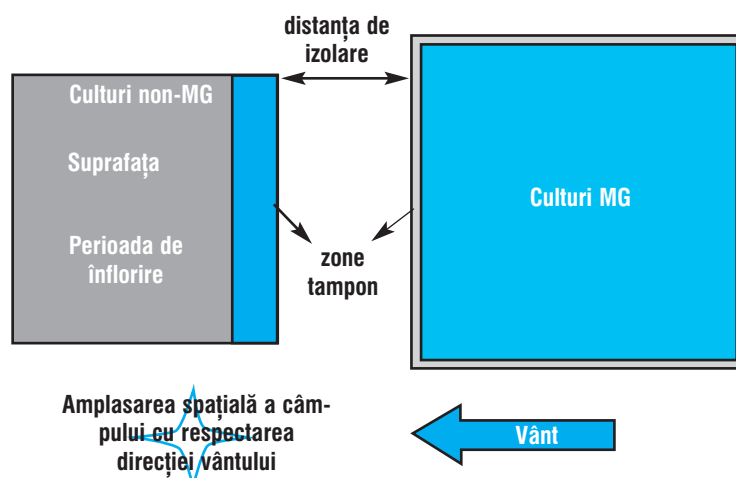 distanța de
izolare
Culturi non-MG
Suprafața
Perioada de
înflorire
Culturi MG
zone
tampon
Amplasarea spațială a câm-
pului cu respectarea
direcției vântului
Vânt